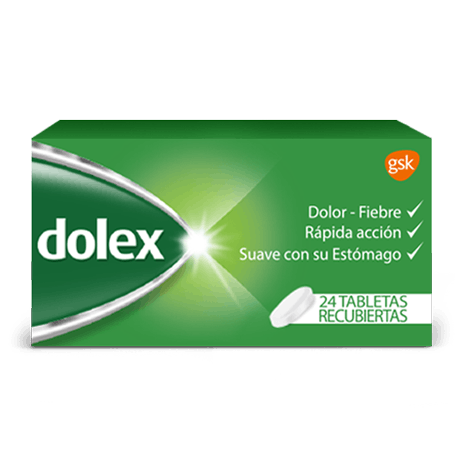 gsk
dolex
Dolor - Fiebre ✓
Rápida acción ✓
Suave con su Estómago ✓
24 TABLETAS
RECUBIERTAS